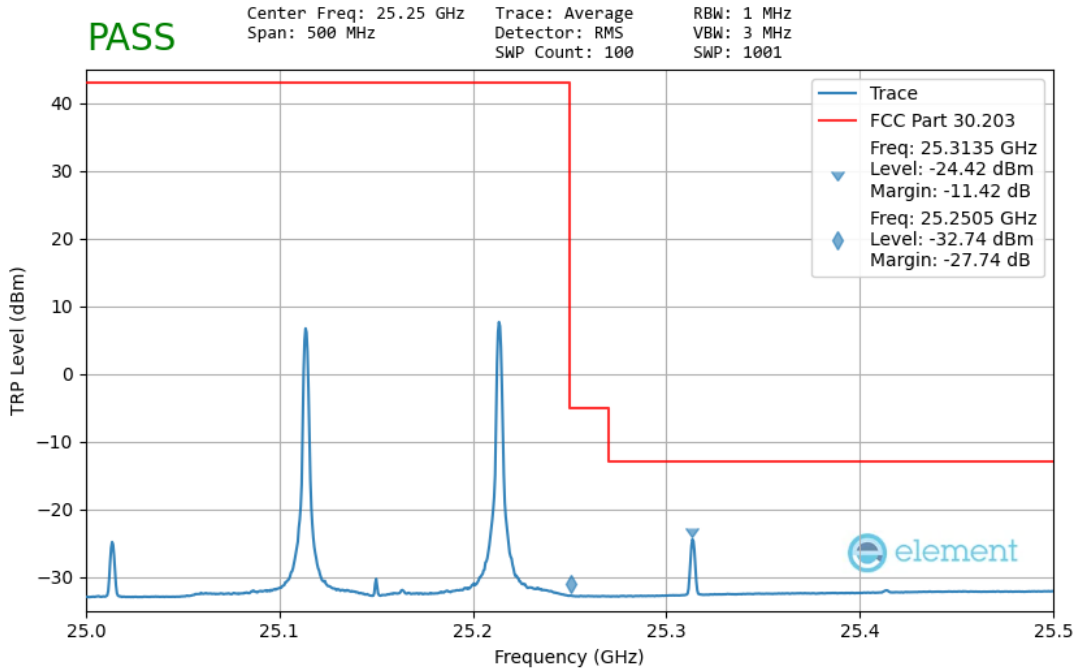 PASS
Center Freq: 25.25 GHz
Span: 500 MHz
Trace: Average
Detector: RMS
SWP Count: 100
RBW: 1 MHz
VBW: 3 MHz
SWP: 1001
Trace
FCC Part 30.203
Freq: 25.3135 GHz
Level: -24.42 dBm
Margin: -11.42 dB
Freq: 25.2505 GHz
Level: -32.74 dBm
Margin: -27.74 dB
TRP Level (dBm)
40
30
20
10
0
−10
−20
−30
element
25.0
25.1
25.2
25.3
25.4
25.5
Frequency (GHz)